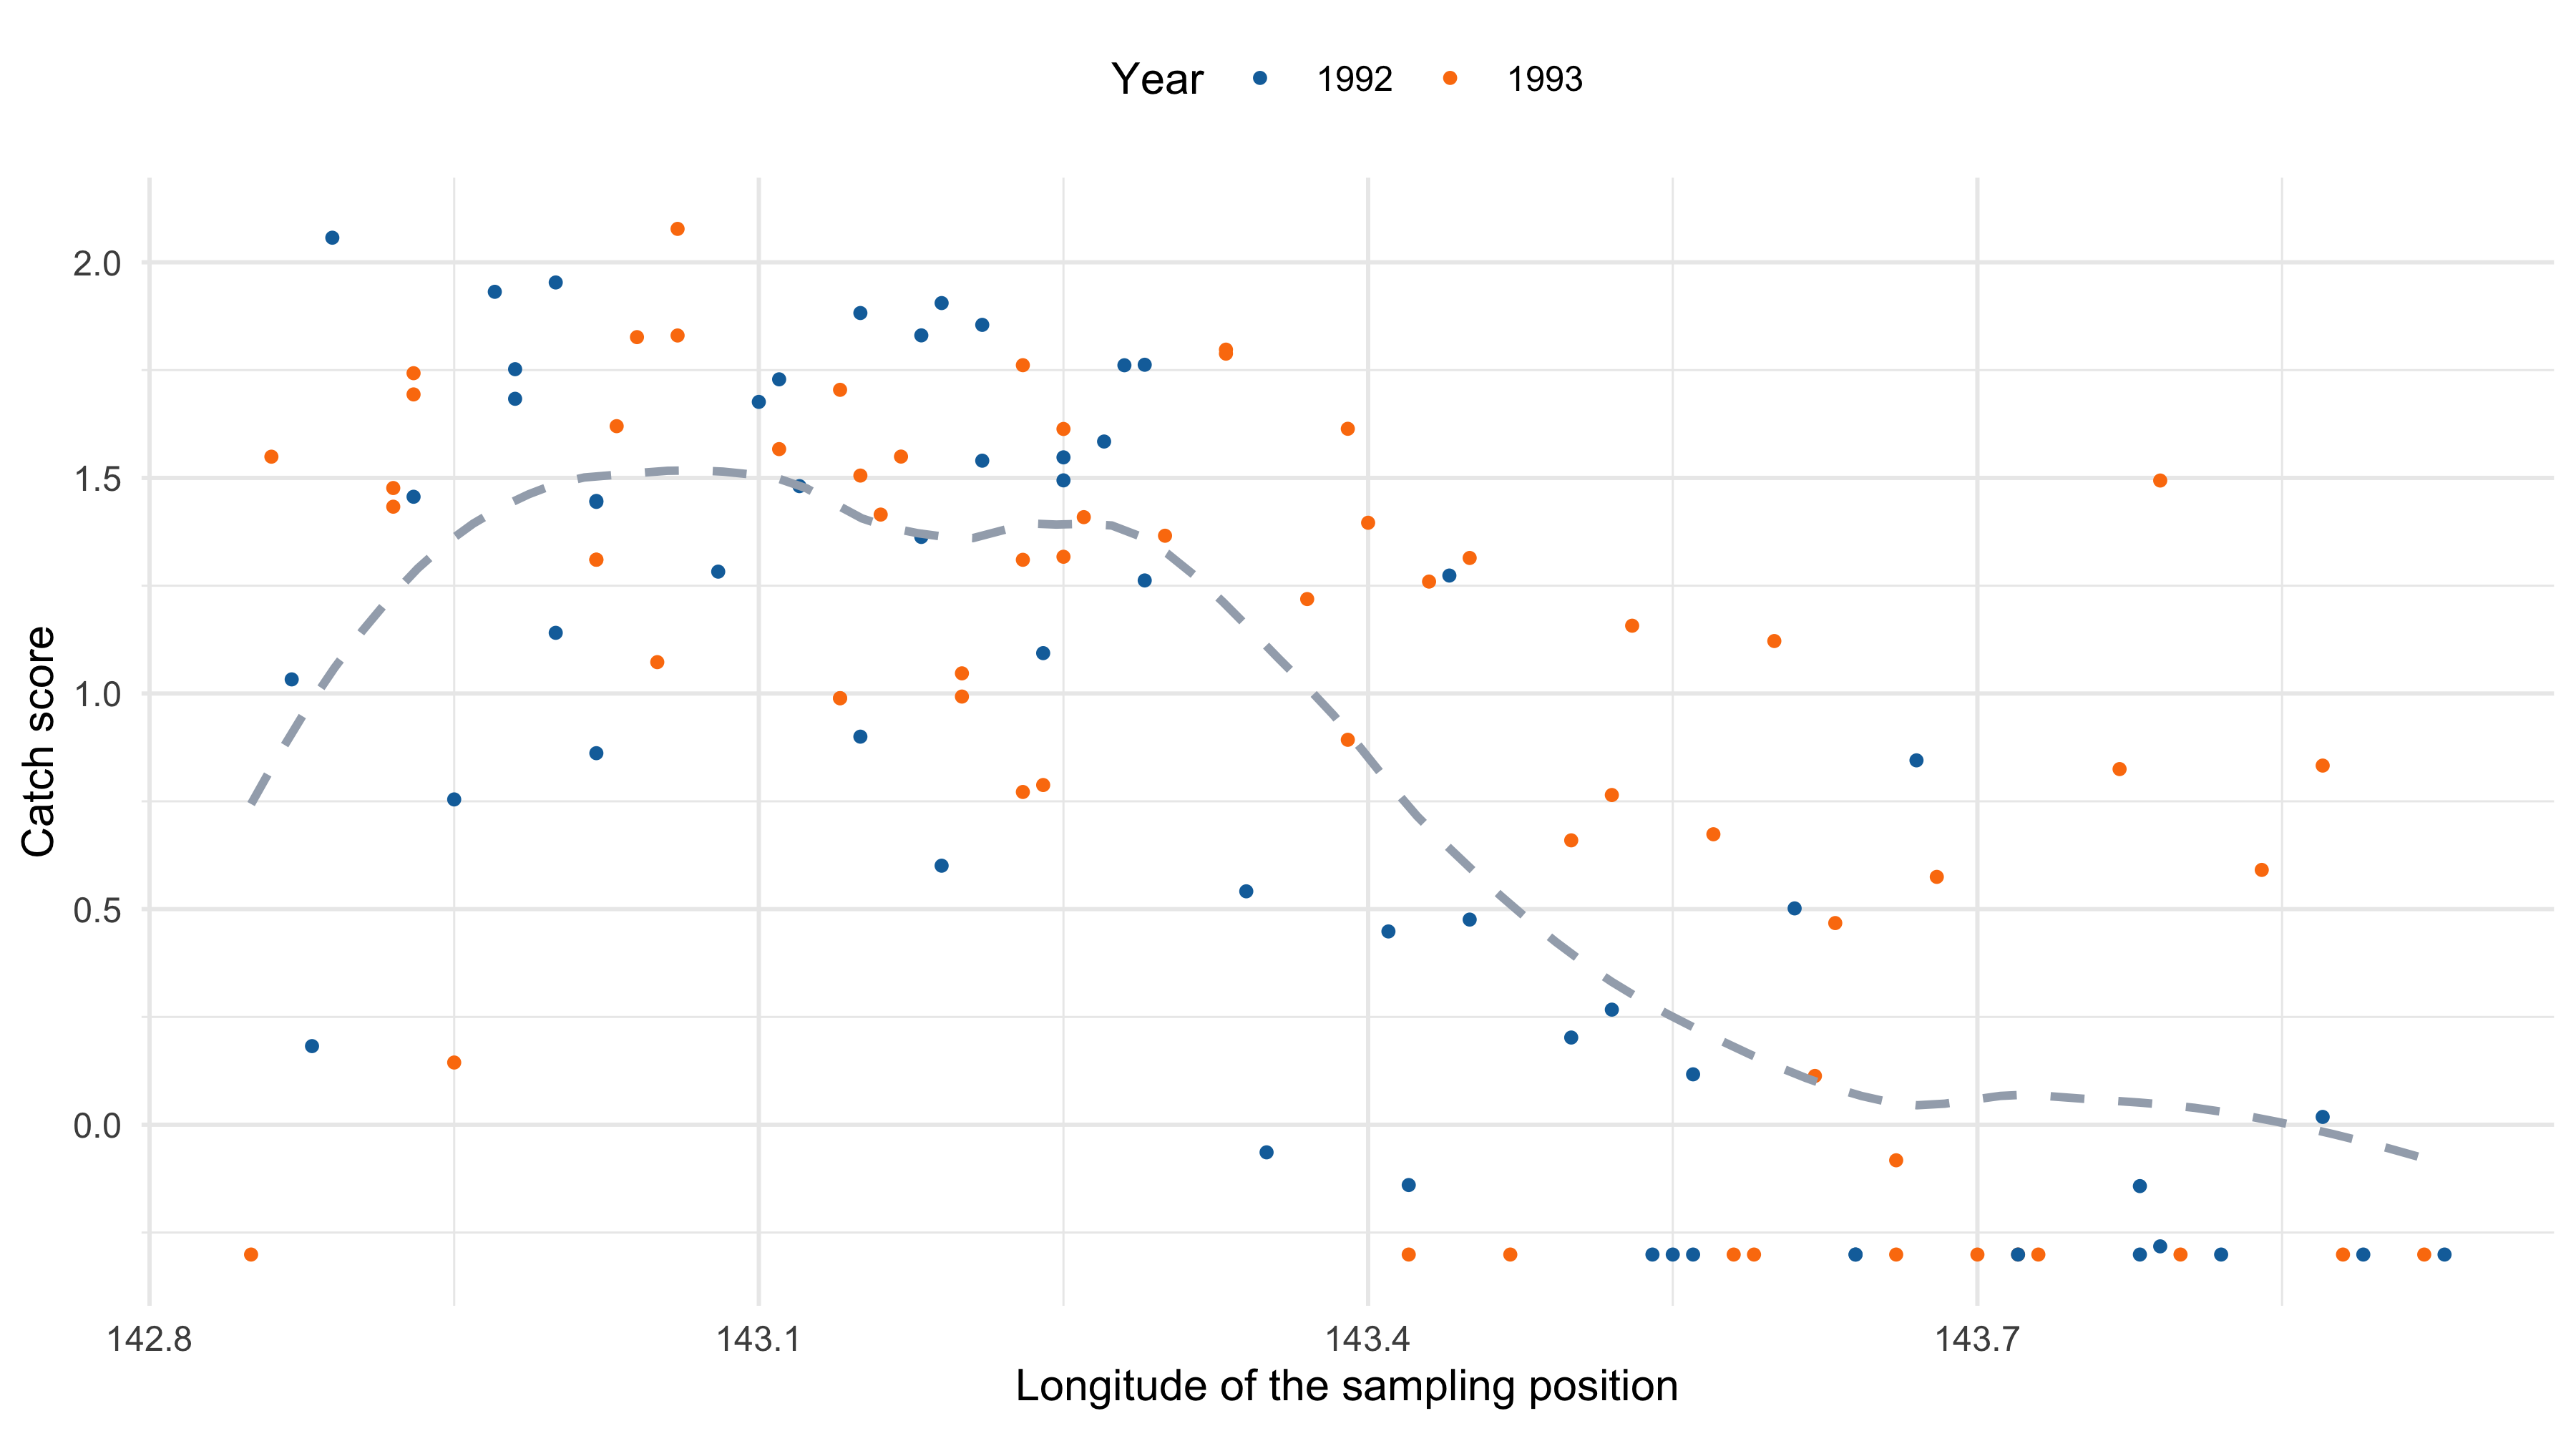 Year 1992 1993
2.0
1.5
1.0
0.5
0.0
Catch score
142.8 143.1 143.4 143.7
Longitude of the sampling position